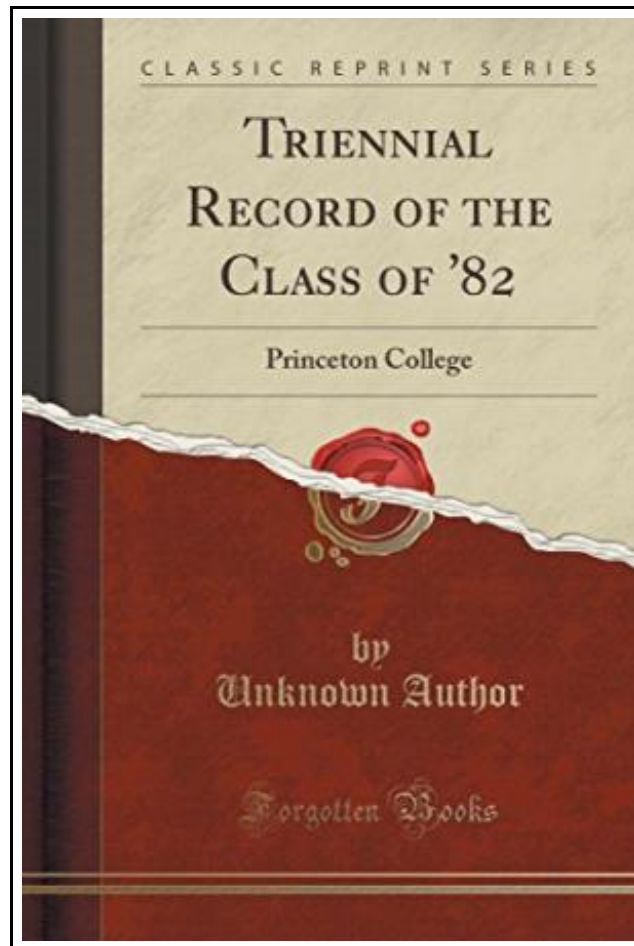 CLASSIC REPRINT SERIES
TRIENNIAL
RECORD OF THE
CLASS OF '82
Princeton College
by
Unknown Author
Forgotten Books